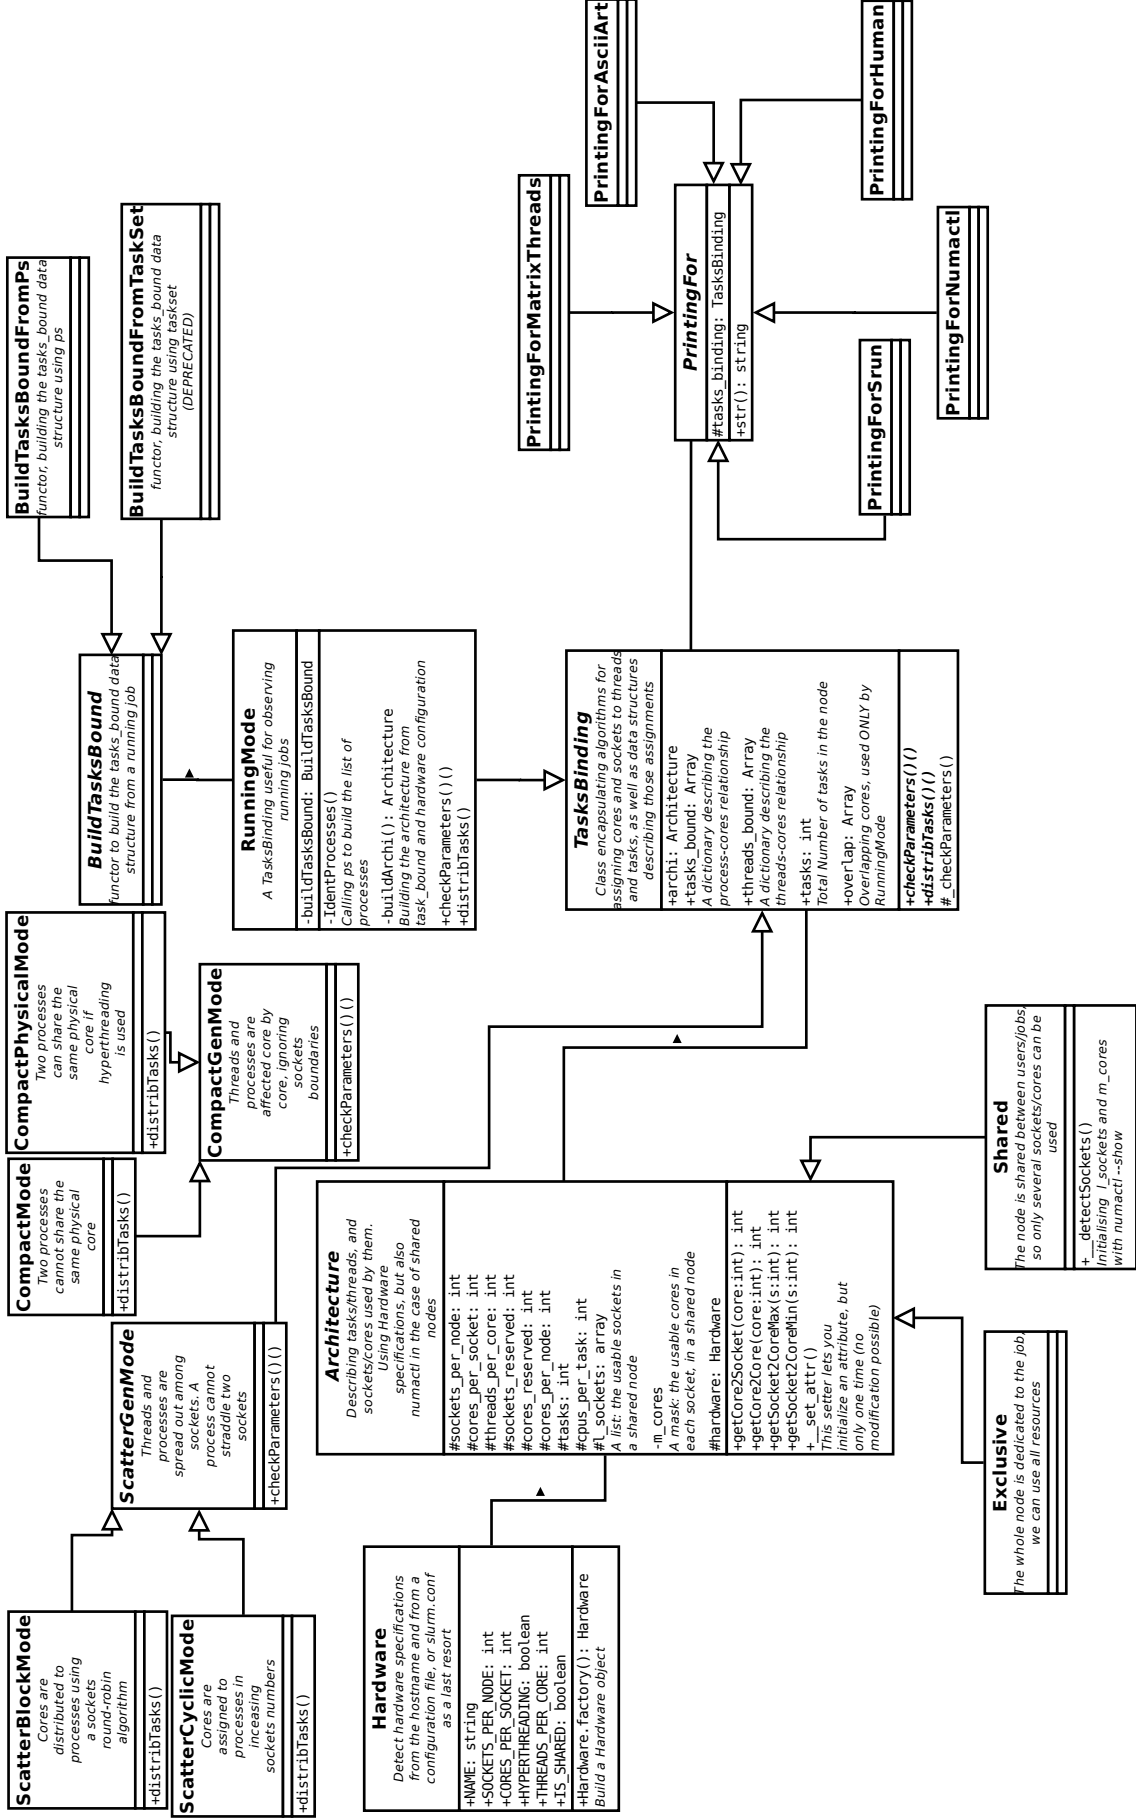 ScatterBlockMode
Cores are
distributed to
processes using
a sockets
round-robin
algorithm
+distribTasks()
ScatterCyclicMode
Cores are
assigned to
processes in
inceasing
sockets numbers
+distribTasks()
ScatterGenMode
Threads and
processes are
spread out among
sockets. A
process cannot
straddle two
sockets
+checkParameters()()
CompactMode
Two processes
cannot share the
same physical
core
+distribTasks()
CompactPhysicalMode
Two processes
can share the
same physical
core if
hyperthreading
is used
+distribTasks()
CompactGenMode
Threads and
processes are
affected core by
core, ignoring
sockets
boundaries
+checkParameters()()
BuildTasksBound
functor to build the tasks_bound data
structure from a running job
BuildTasksBoundFromPs
functor, building the tasks_bound data
structure using ps
BuildTasksBoundFromTaskSet
functor, building the tasks_bound data
structure using taskset
(DEPRECATED)
RunningMode
A TasksBinding useful for observing
running jobs
-buildTasksBound: BuildTasksBound
-IdentProcesses()
Calling ps to build the list of
processes
-buildArchi(): Architecture
Building the architecture from
task_bound and hardware configuration
+checkParameters()()
+distribTasks()
Hardware
Detect hardware specifications
from the hostname and from a
configuration file, or slurm.conf
as a last resort
+NAME: string
+SOCKETS_PER_NODE: int
+CORES_PER_SOCKET: int
+HYPERTHREADING: boolean
+THREADS_PER_CORE: int
+IS_SHARED: boolean
+Hardware.factory(): Hardware
Build a Hardware object
Architecture
Describing tasks/threads, and
sockets/cores used by them.
Using Hardware
specifications, but also
numactl in the case of shared
nodes
#sockets_per_node: int
#cores_per_socket: int
#threads_per_core: int
#sockets_reserved: int
#cores_reserved: int
#cores_per_node: int
#tasks: int
#cpus_per_task: int
#l_sockets: array
A list: the usable sockets in
a shared node
-m_cores
A mask: the usable cores in
each socket, in a shared node
#hardware: Hardware
+getCore2Socket(core:int): int
+getCore2Core(core:int): int
+getSocket2CoreMax(s:int): int
+getSocket2CoreMin(s:int): int
+__set_attr()
This setter lets you
initialize an attribute, but
only one time (no
modification possible)
TasksBinding
Class encapsulating algorithms for
assigning cores and sockets to threads
and tasks, as well as data structures
describing those assignments
+archi: Architecture
+tasks_bound: Array
A dictionary describing the
process-cores relationship
+threads_bound: Array
A dictionary describing the
threads-cores relationship
+tasks: int
Total Number of tasks in the node
+overlap: Array
Overlapping cores, used ONLY by
RunningMode
+checkParameters()()
+distribTasks()()
#_checkParameters()
PrintingForMatrixThreads
PrintingForAsciiArt
PrintingFor
#tasks_binding: TasksBinding
+str(): string
PrintingForSrun
PrintingForHuman
PrintingForNumactl
Exclusive
The whole node is dedicated to the job,
we can use all resources
Shared
The node is shared between users/jobs,
so only several sockets/cores can be
used
+__detectSockets()
Initialising l_sockets and m_cores
with numactl --show